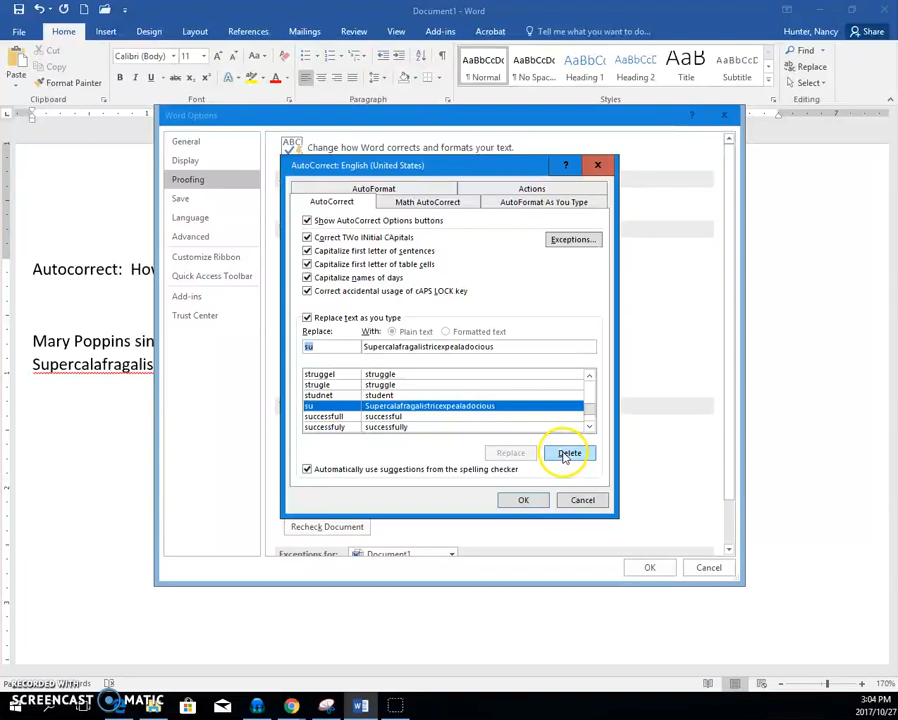 Document1 - Word
Hunter, Nancy
File Home Insert Design Layout References Mailings Review View Add-ins Acrobat Tell me what you want to do... Share
Paste
Cut
Copy
Format Painter
Clipboard
Calibri (Body) 11
Font
Paragraph
AaBbCcDc AaBbCcDc AaBbCc AaBbCcC AaBbCcD
¶ Normal ¶ No Spac... Heading 1 Heading 2 Title Subtitle
Styles
Find
Replace
Select
Editing
Autocorrect: How
Mary Poppins sin
Supercalafragalis
Word Options
General
Display
Proofing
Save
Language
Advanced
Customize Ribbon
Quick Access Toolbar
Add-ins
Trust Center
Change how Word corrects and formats your text.
AutoCorrect: English (United States)
AutoFormat Actions
AutoCorrect Math AutoCorrect AutoFormat As You Type
Show AutoCorrect Options buttons
Correct TWo INitial CApitals
Exceptions...
Capitalize first letter of sentences
Capitalize first letter of table cells
Capitalize names of days
Correct accidental usage of cAPS LOCK key
Replace text as you type
Replace: With: Plain text Formatted text
su Supercalafragalistricexpealadocious
struggel struggle
strugle struggle
studnet student
su Supercalafragalistricexpealadocious
successfull successful
successfuly successfully
Replace Delete
Automatically use suggestions from the spelling checker
OK Cancel
Recheck Document
Exceptions for: Document1
OK Cancel
170%
RECORDED WITH
SCREENCAST MATIC
3:04 PM
2017/10/27